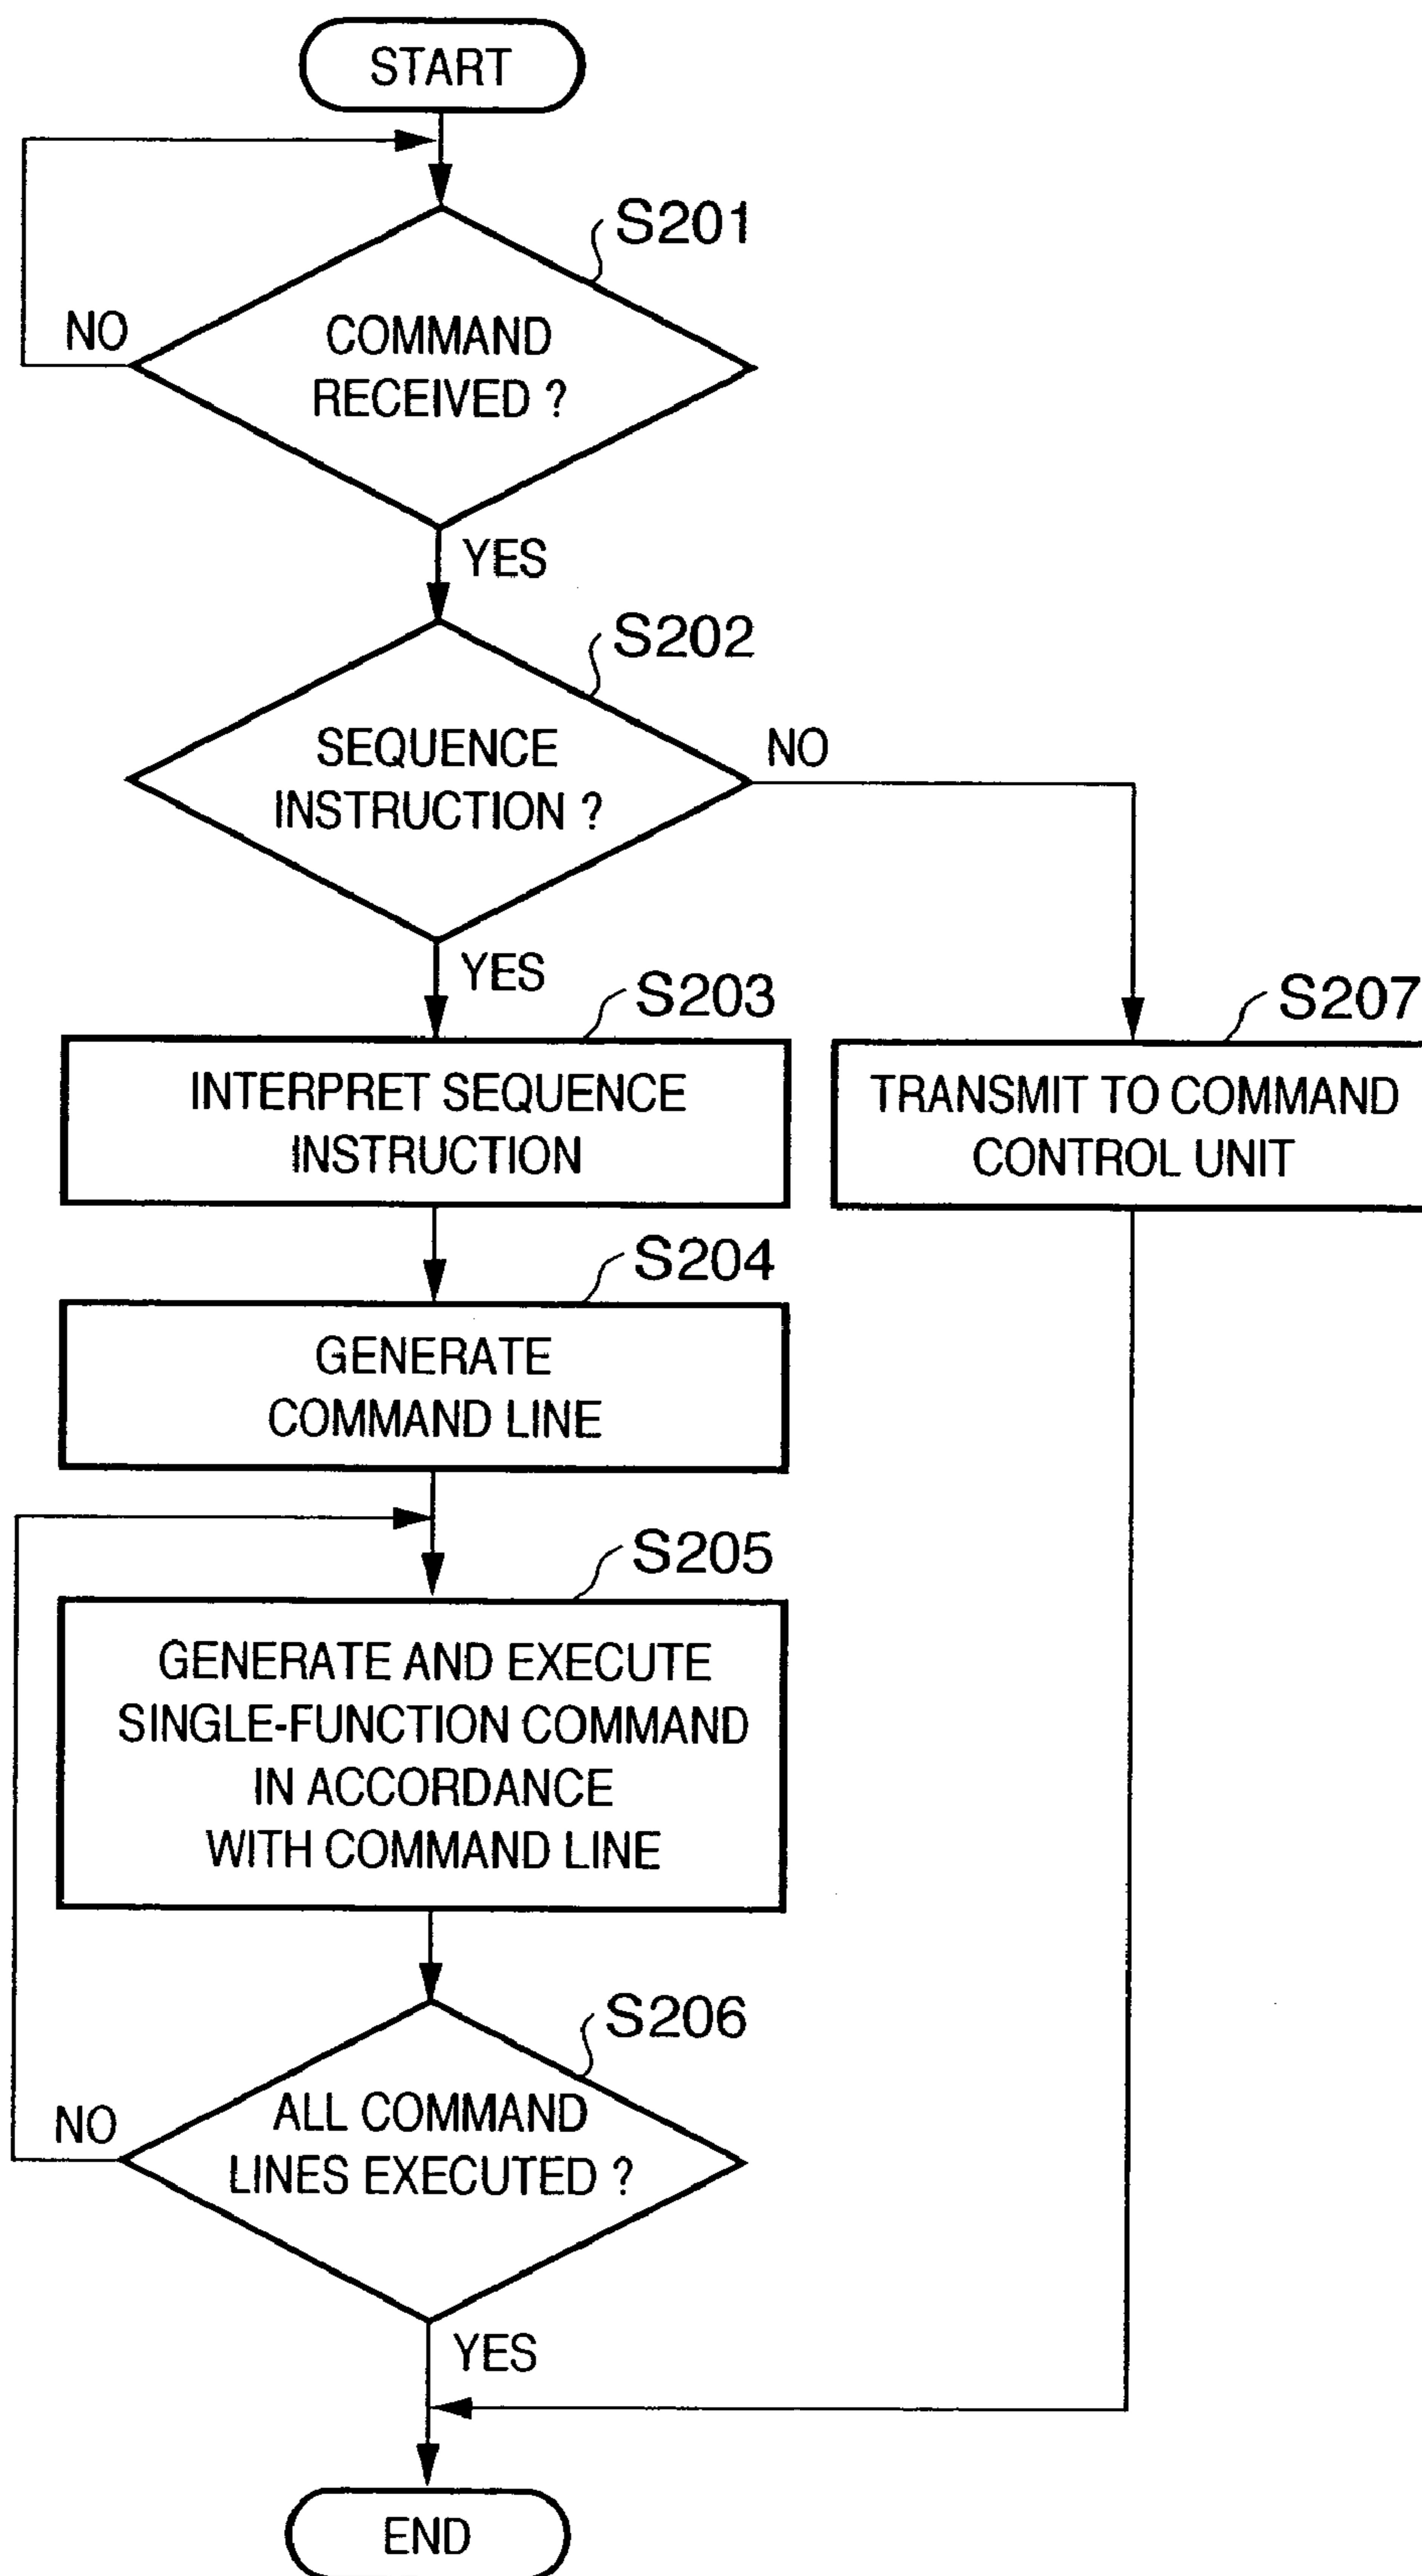 START
S201
NO
COMMAND
RECEIVED ?
YES
S202
SEQUENCE
INSTRUCTION ?
NO
YES
S203
INTERPRET SEQUENCE
INSTRUCTION
S207
TRANSMIT TO COMMAND
CONTROL UNIT
S204
GENERATE
COMMAND LINE
S205
GENERATE AND EXECUTE
SINGLE-FUNCTION COMMAND
IN ACCORDANCE
WITH COMMAND LINE
S206
NO
ALL COMMAND
LINES EXECUTED ?
YES
END